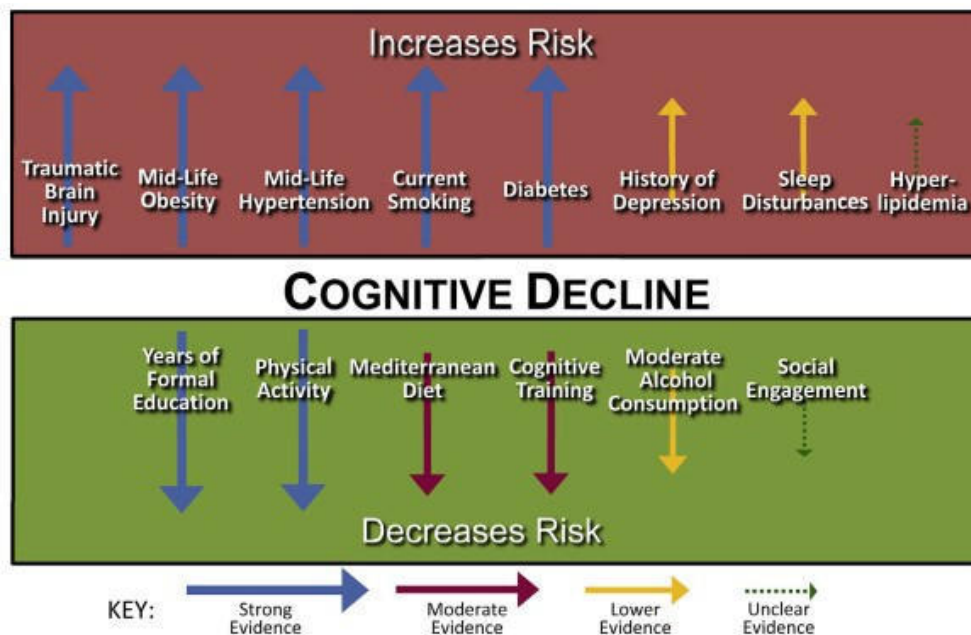 Increases Risk
Traumatic
Brain
Injury
Mid-Life
Obesity
Mid-Life
Hypertension
Current
Smoking
Diabetes
History of
Depression
Sleep
Disturbances
Hyper-
lipidemia
COGNITIVE DECLINE
Years of
Formal
Education
Physical
Activity
Mediterranean
Diet
Cognitive
Training
Moderate
Alcohol
Consumption
Social
Engagement
Decreases Risk
KEY:
Strong
Evidence
Moderate
Evidence
Lower
Evidence
Unclear
Evidence